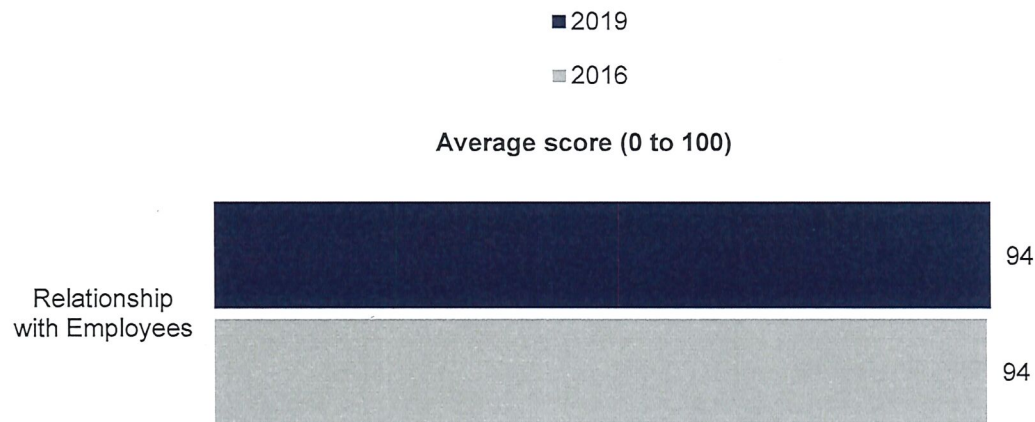 2019
2016
Average score (0 to 100)
94
Relationship
with Employees
94